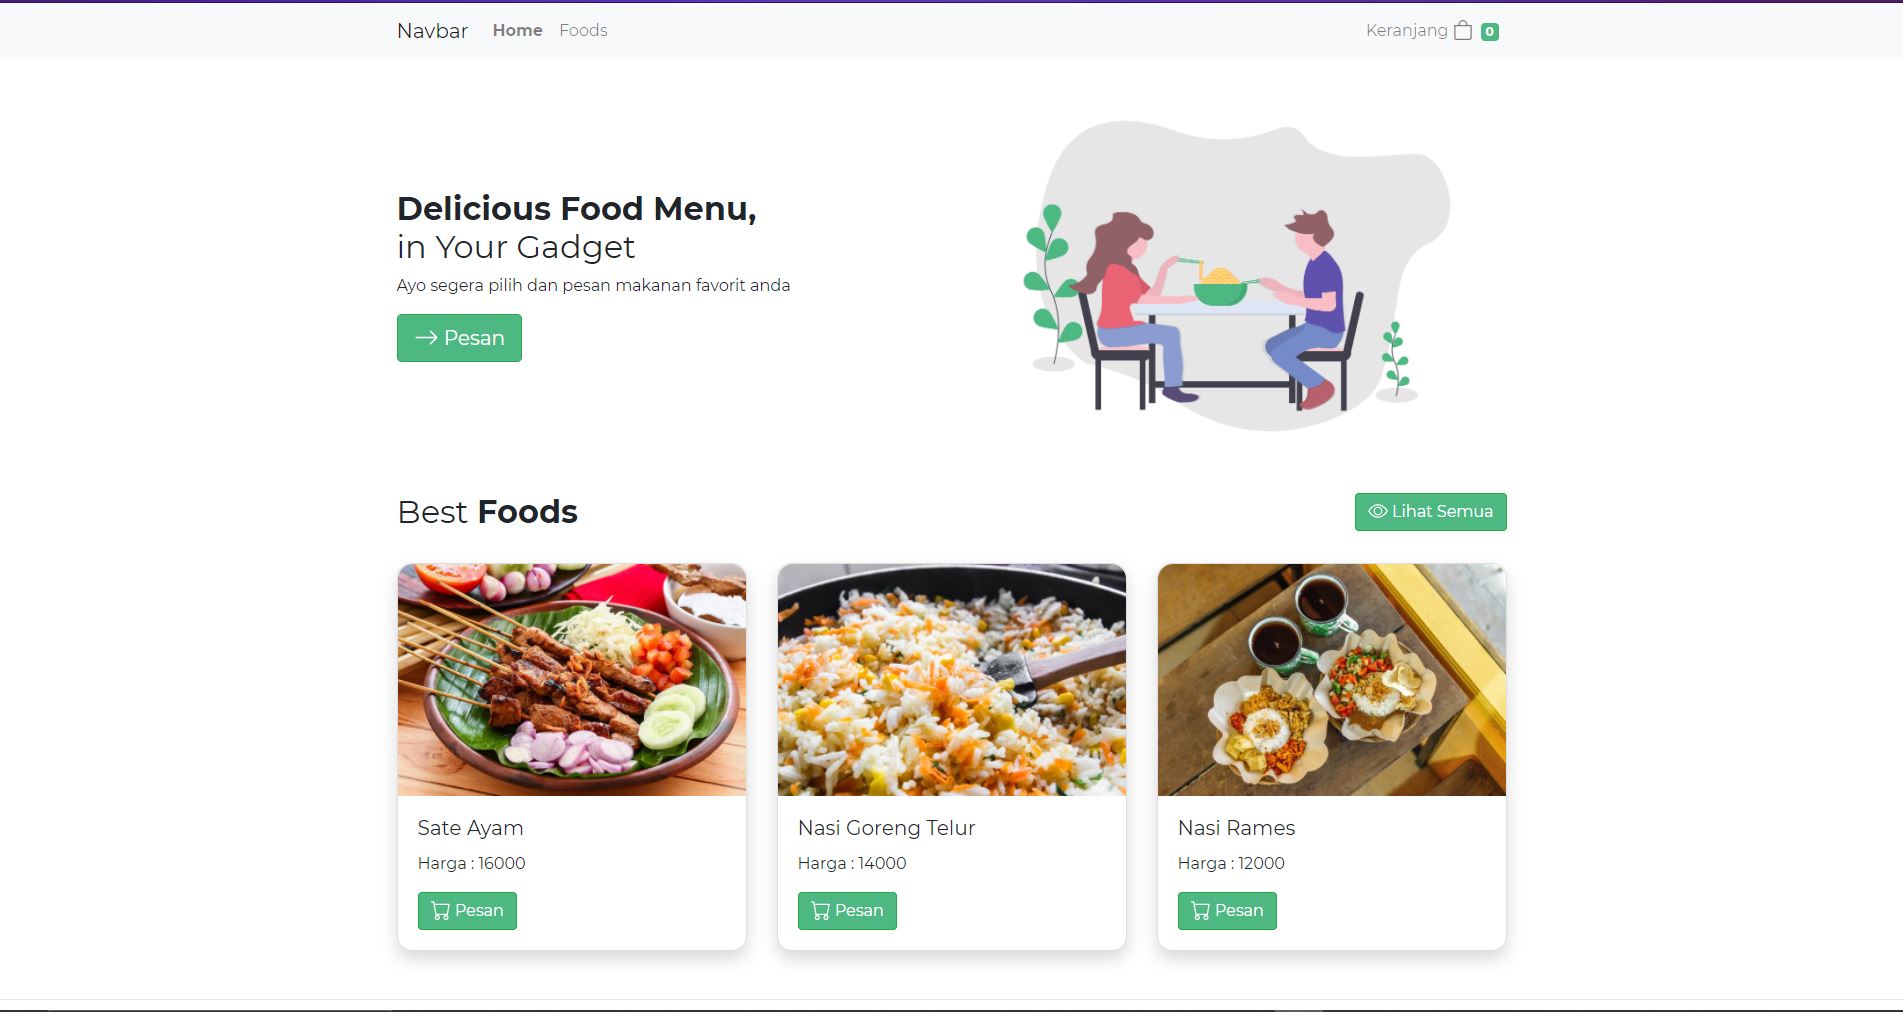 Navbar Home Foods Keranjang 0
Delicious Food Menu,
in Your Gadget
Ayo segera pilih dan pesan makanan favorit anda
Pesan
Best Foods
Lihat Semua
Sate Ayam
Harga : 16000
Pesan
Nasi Goreng Telur
Harga : 14000
Pesan
Nasi Rames
Harga : 12000
Pesan